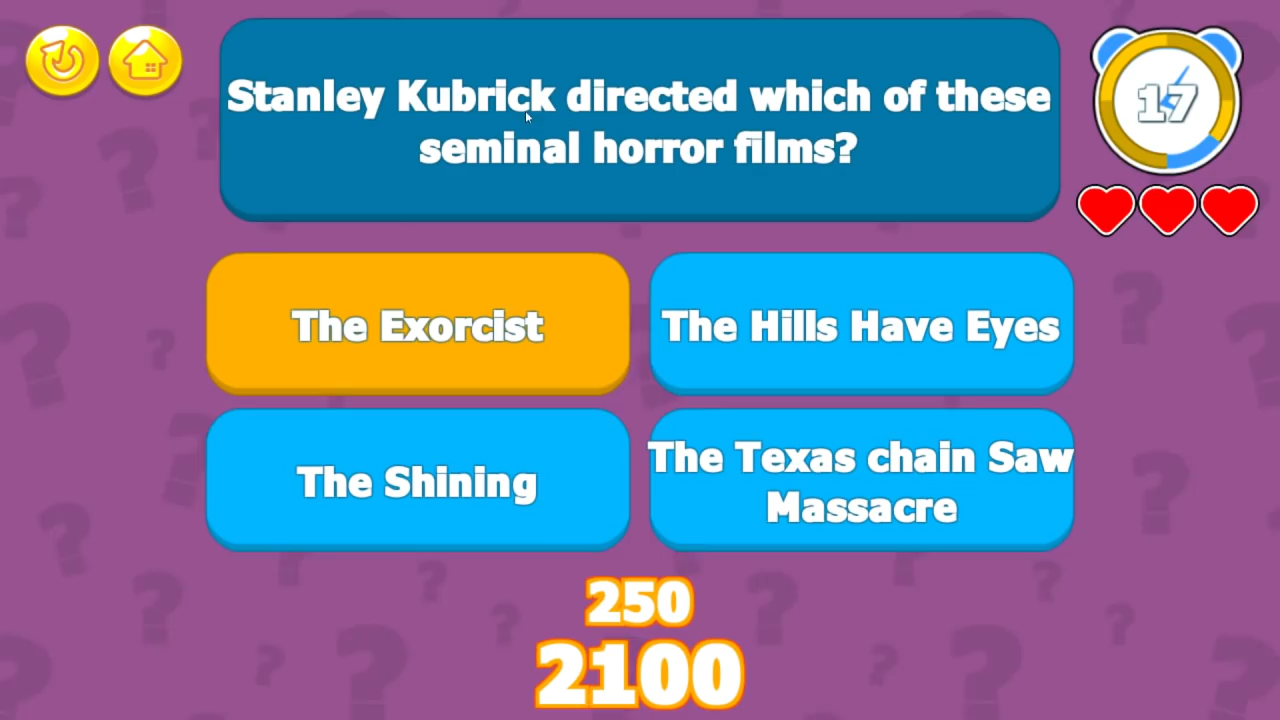 Stanley Kubrick directed which of these
seminal horror films?
17
The Exorcist
The Hills Have Eyes
The Shining
The Texas chain Saw
Massacre
250
2100